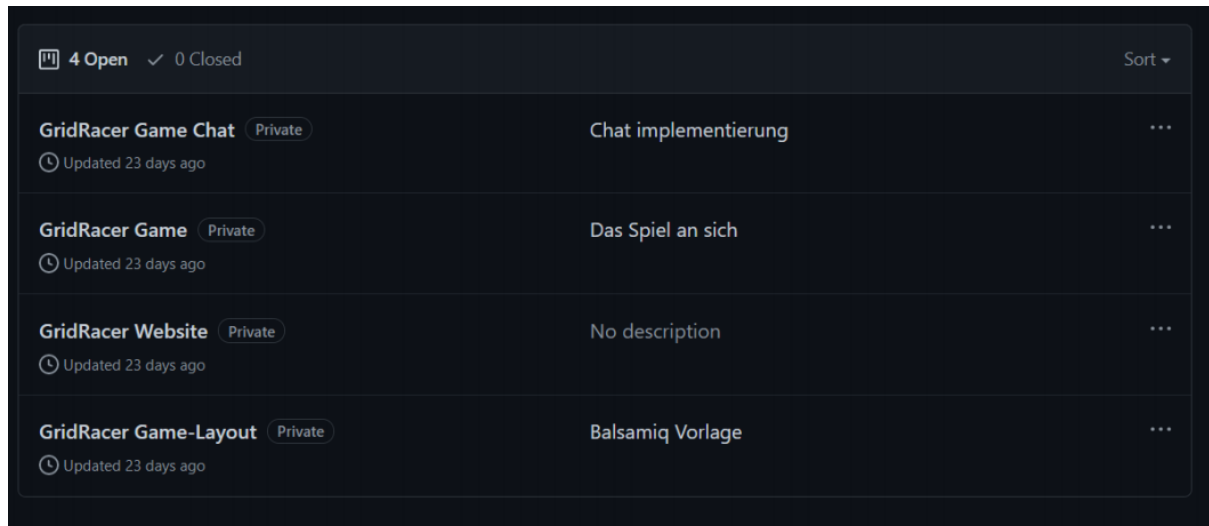 4 Open 0 Closed Sort
GridRacer Game Chat Private Chat implementierung
Updated 23 days ago
GridRacer Game Private Das Spiel an sich
Updated 23 days ago
GridRacer Website Private No description
Updated 23 days ago
GridRacer Game-Layout Private Balsamiq Vorlage
Updated 23 days ago